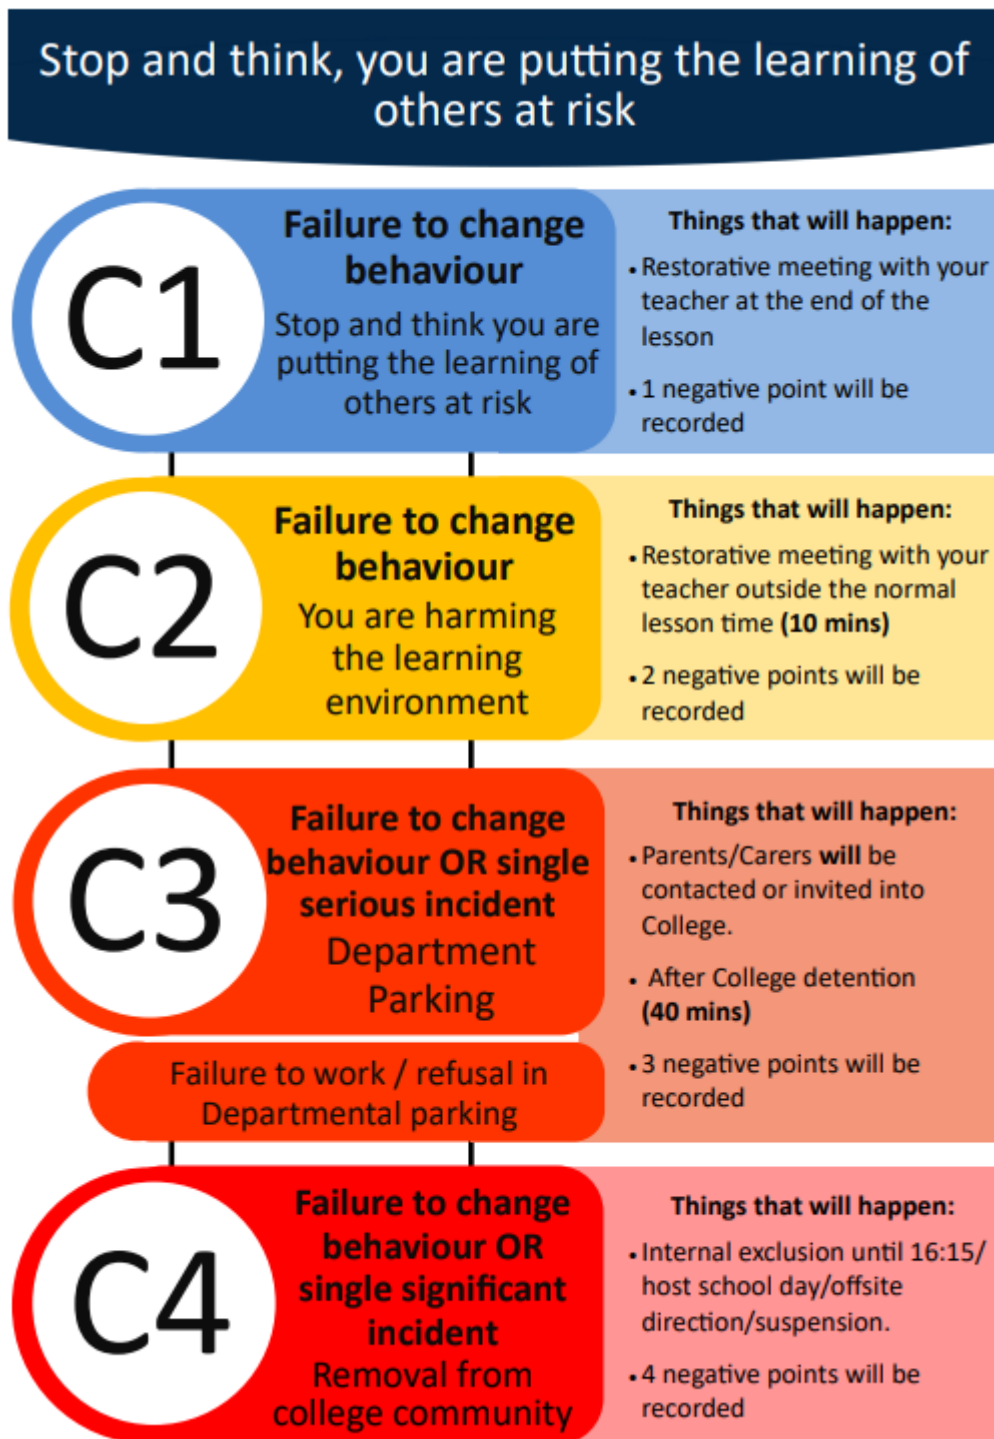 Stop and think, you are putting the learning of
others at risk
C1
Failure to change
behaviour
Stop and think you are
putting the learning of
others at risk
Things that will happen:
• Restorative meeting with your
teacher at the end of the
lesson
• 1 negative point will be
recorded
C2
Failure to change
behaviour
You are harming
the learning
environment
Things that will happen:
• Restorative meeting with your
teacher outside the normal
lesson time (10 mins)
• 2 negative points will be
recorded
C3
Failure to change
behaviour OR single
serious incident
Department
Parking
Failure to work / refusal in
Departmental parking
Things that will happen:
• Parents/Carers will be
contacted or invited into
College.
• After College detention
(40 mins)
• 3 negative points will be
recorded
C4
Failure to change
behaviour OR
single significant
incident
Removal from
college community
Things that will happen:
• Internal exclusion until 16:15/
host school day/offsite
direction/suspension.
• 4 negative points will be
recorded